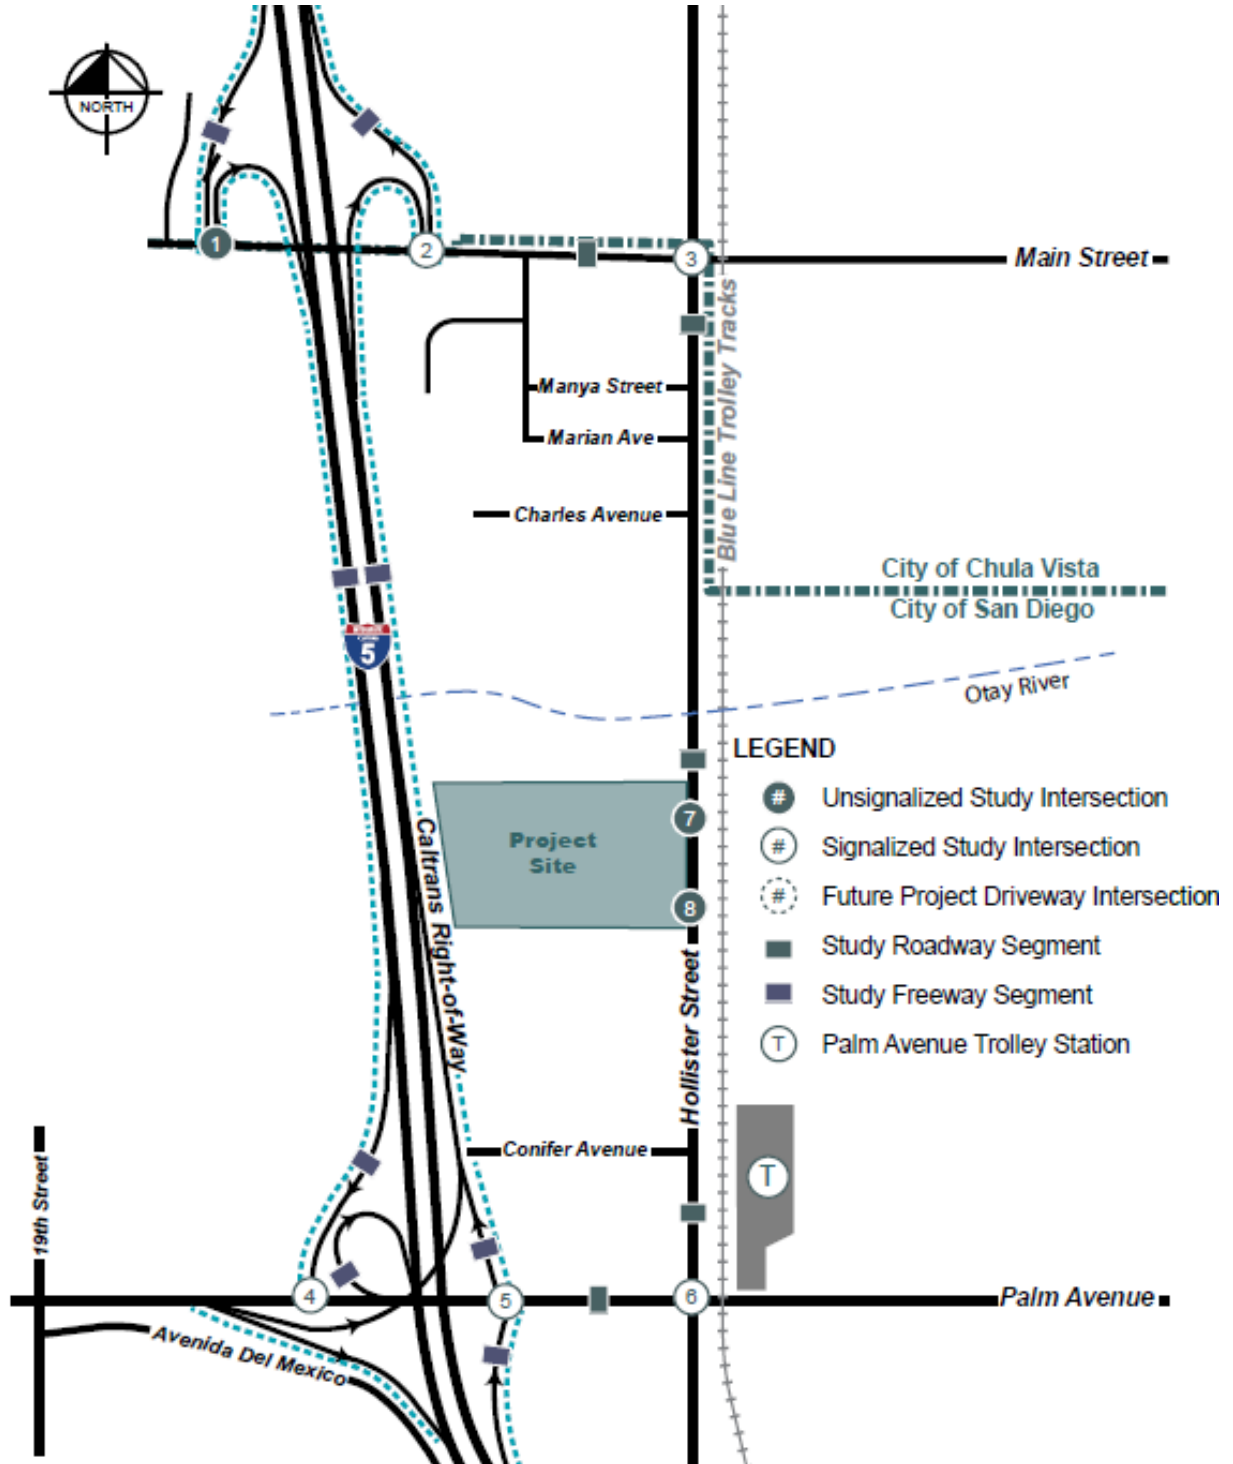 NORTH
1
2
3
Main Street
Blue Line Trolley Tracks
Manya Street
Marian Ave
Charles Avenue
City of Chula Vista
City of San Diego
5
Otay River
LEGEND
# Unsignalized Study Intersection
# Signalized Study Intersection
# Future Project Driveway Intersection
Study Roadway Segment
Study Freeway Segment
T Palm Avenue Trolley Station
Project
Site
7
8
Caltrans Right-of-Way
Hollister Street
Conifer Avenue
T
19th Street
4
5
6
Palm Avenue
Avenida Del Mexico